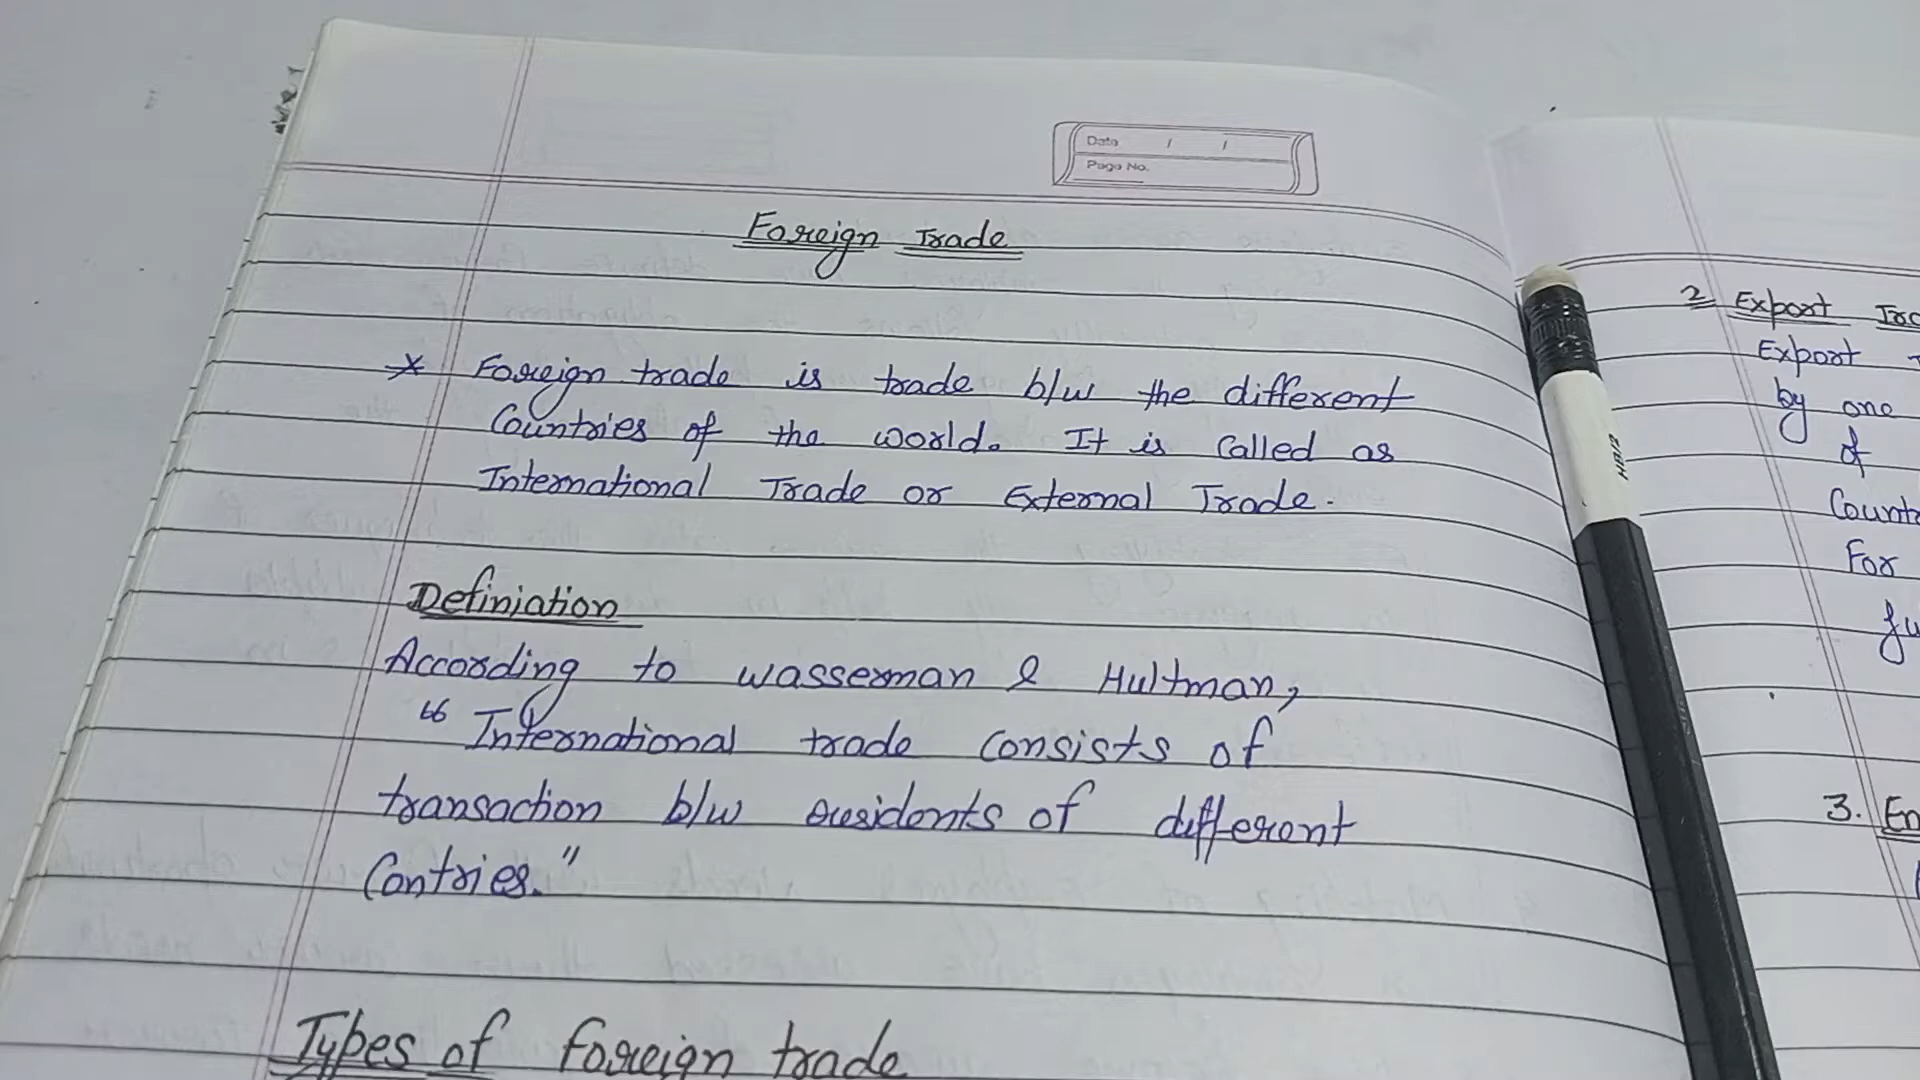 Data / /
Page No.
Foreign Trade
* Foreign trade is trade b/w the different
Countries of the world. It is called as
International Trade or External Trade.
Definiation
According to wasserman & Hultman,
"International trade consists of
transaction b/w residents of different
Contries."
Types of foreign trade
2 Export
Export
by one
of
For
3.